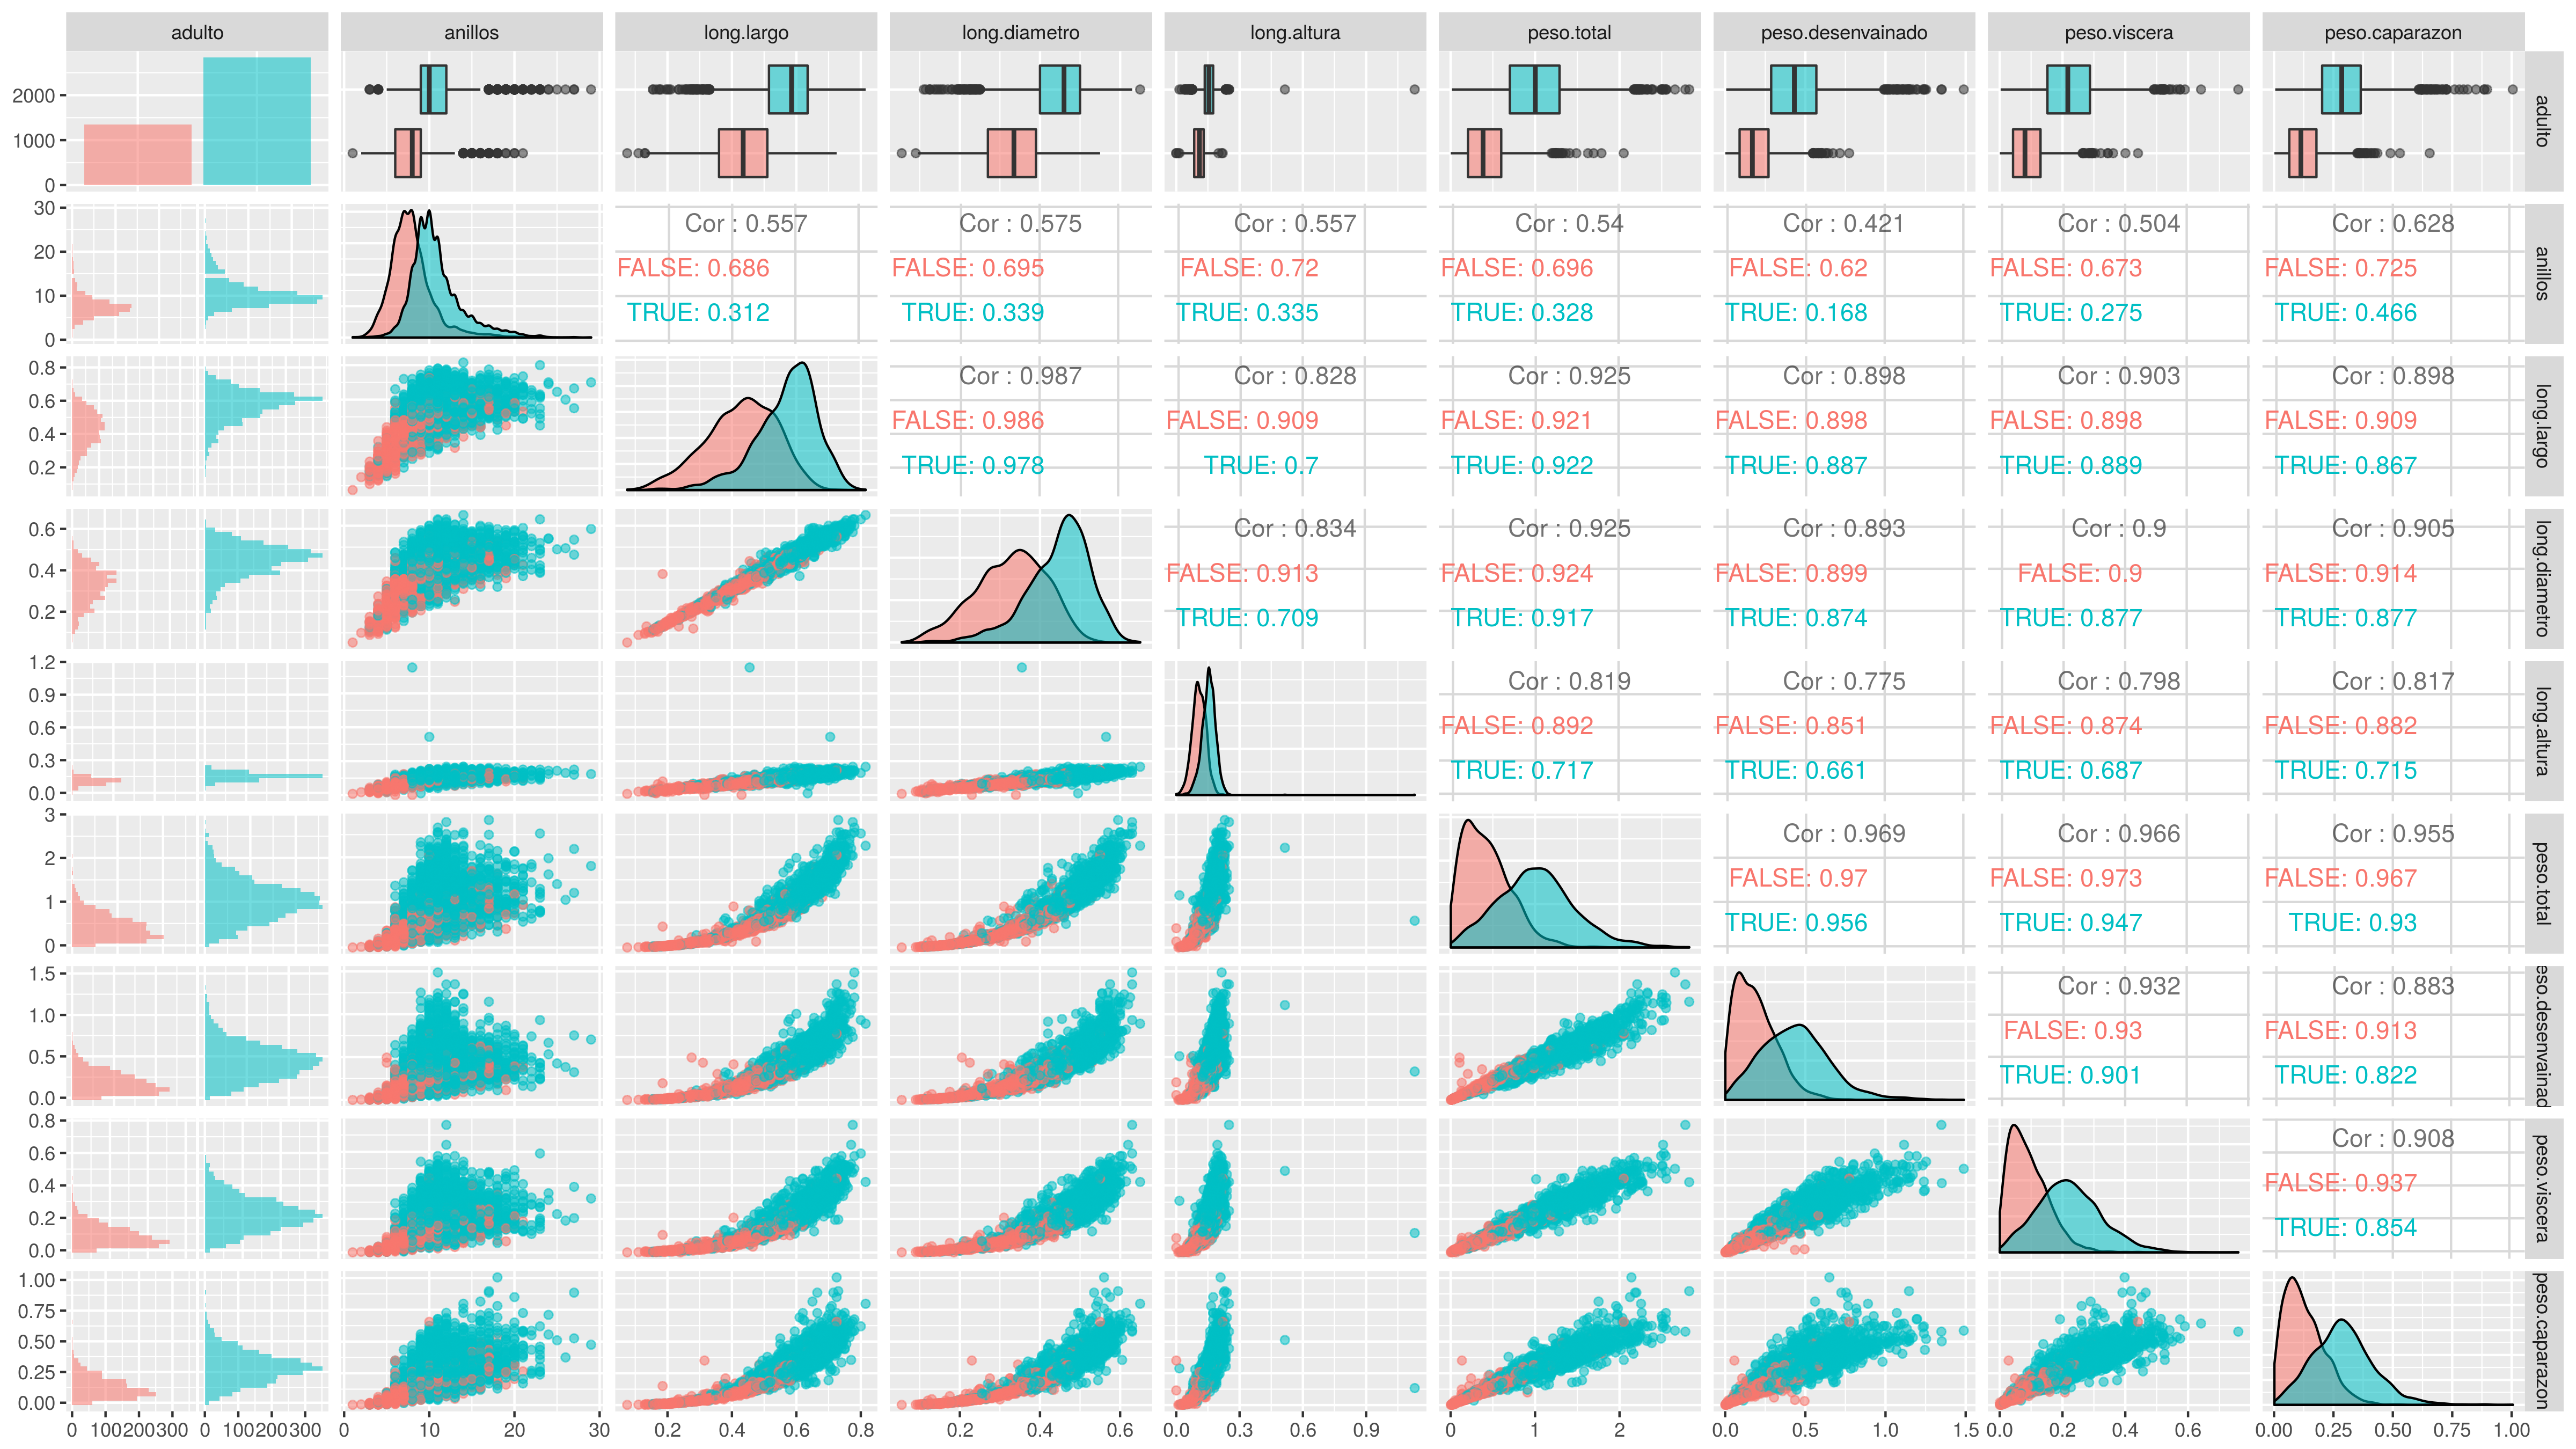 adulto anillos long.largo long.diametro long.altura peso.total peso.desenvainado peso.viscera peso.caparazon
2000
1000
0
adulto
30
20
10
0
Cor : 0.557 Cor : 0.575 Cor : 0.557 Cor : 0.54 Cor : 0.421 Cor : 0.504 Cor : 0.628
FALSE: 0.686 FALSE: 0.695 FALSE: 0.72 FALSE: 0.696 FALSE: 0.62 FALSE: 0.673 FALSE: 0.725
TRUE: 0.312 TRUE: 0.339 TRUE: 0.335 TRUE: 0.328 TRUE: 0.168 TRUE: 0.275 TRUE: 0.466
anillos
0.8
0.6
0.4
0.2
Cor : 0.987 Cor : 0.828 Cor : 0.925 Cor : 0.898 Cor : 0.903 Cor : 0.898
FALSE: 0.986 FALSE: 0.909 FALSE: 0.921 FALSE: 0.898 FALSE: 0.898 FALSE: 0.909
TRUE: 0.978 TRUE: 0.7 TRUE: 0.922 TRUE: 0.887 TRUE: 0.889 TRUE: 0.867
long.largo
0.6
0.4
0.2
Cor : 0.834 Cor : 0.925 Cor : 0.893 Cor : 0.9 Cor : 0.905
FALSE: 0.913 FALSE: 0.924 FALSE: 0.899 FALSE: 0.9 FALSE: 0.914
TRUE: 0.709 TRUE: 0.917 TRUE: 0.874 TRUE: 0.877 TRUE: 0.877
long.diametro
1.2
0.9
0.6
0.3
0.0
Cor : 0.819 Cor : 0.775 Cor : 0.798 Cor : 0.817
FALSE: 0.892 FALSE: 0.851 FALSE: 0.874 FALSE: 0.882
TRUE: 0.717 TRUE: 0.661 TRUE: 0.687 TRUE: 0.715
long.altura
3
2
1
0
Cor : 0.969 Cor : 0.966 Cor : 0.955
FALSE: 0.97 FALSE: 0.973 FALSE: 0.967
TRUE: 0.956 TRUE: 0.947 TRUE: 0.93
peso.total
1.5
1.0
0.5
0.0
Cor : 0.932 Cor : 0.883
FALSE: 0.93 FALSE: 0.913
TRUE: 0.901 TRUE: 0.822
eso.desenvainad
0.8
0.6
0.4
0.2
0.0
Cor : 0.908
FALSE: 0.937
TRUE: 0.854
peso.viscera
1.00
0.75
0.50
0.25
0.00
peso.caparazon
0 100 200 300 0 100 200 300 0 10 20 30 0.2 0.4 0.6 0.8 0.2 0.4 0.6 0.0 0.3 0.6 0.9 0 1 2 0.0 0.5 1.0 1.5 0.0 0.2 0.4 0.6 0.00 0.25 0.50 0.75 1.00